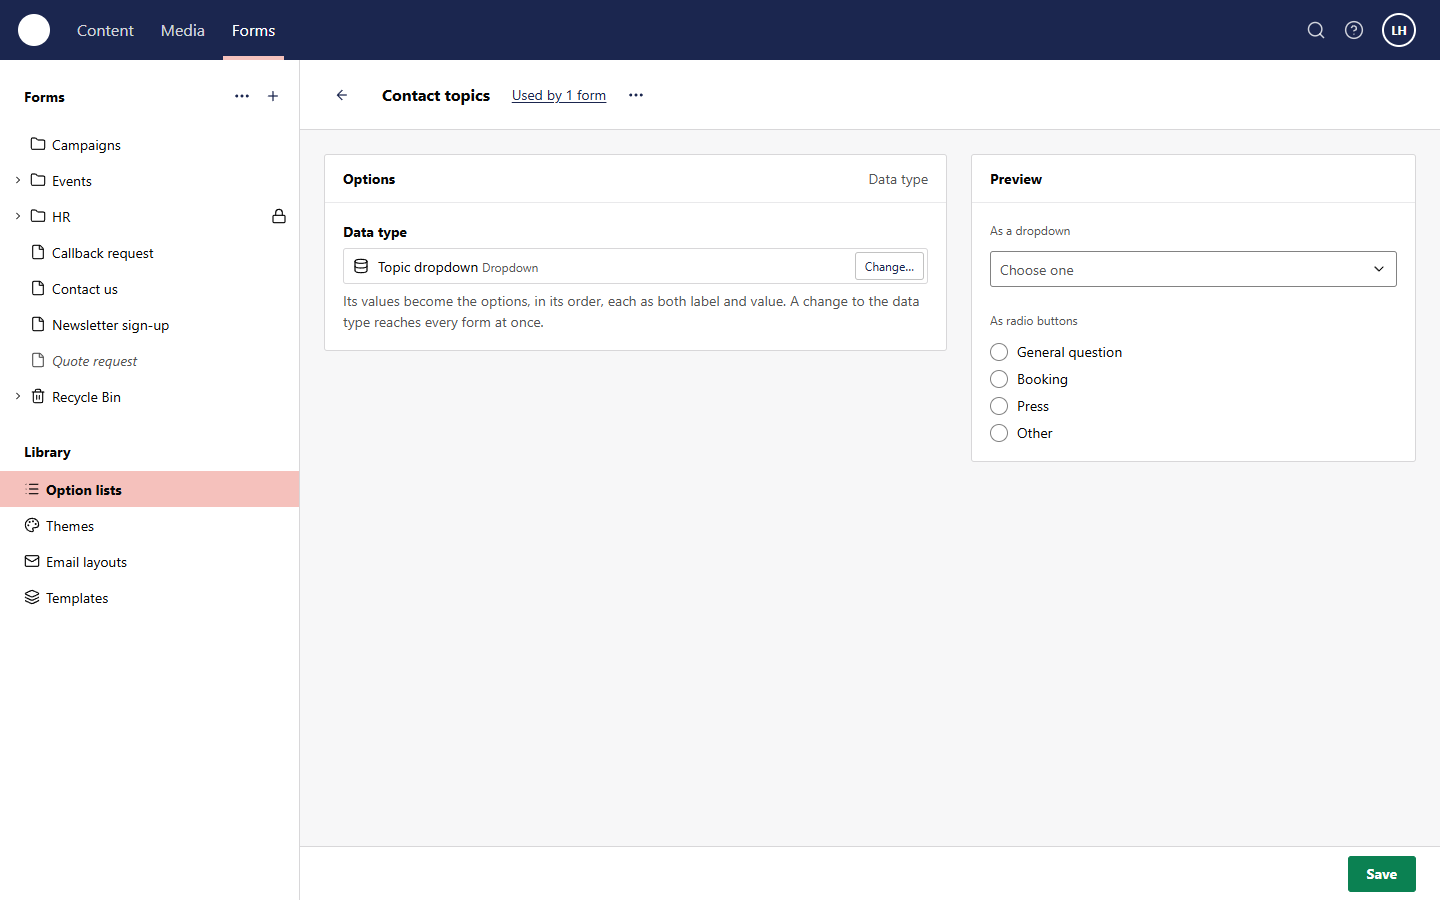 Content Media Forms
LH
Forms
Campaigns
Events
HR
Callback request
Contact us
Newsletter sign-up
Quote request
Recycle Bin
Library
Option lists
Themes
Email layouts
Templates
Contact topics Used by 1 form
Options Data type
Data type
Topic dropdown Dropdown Change...
Its values become the options, in its order, each as both label and value. A change to the data
type reaches every form at once.
Preview
As a dropdown
Choose one
As radio buttons
General question
Booking
Press
Other
Save